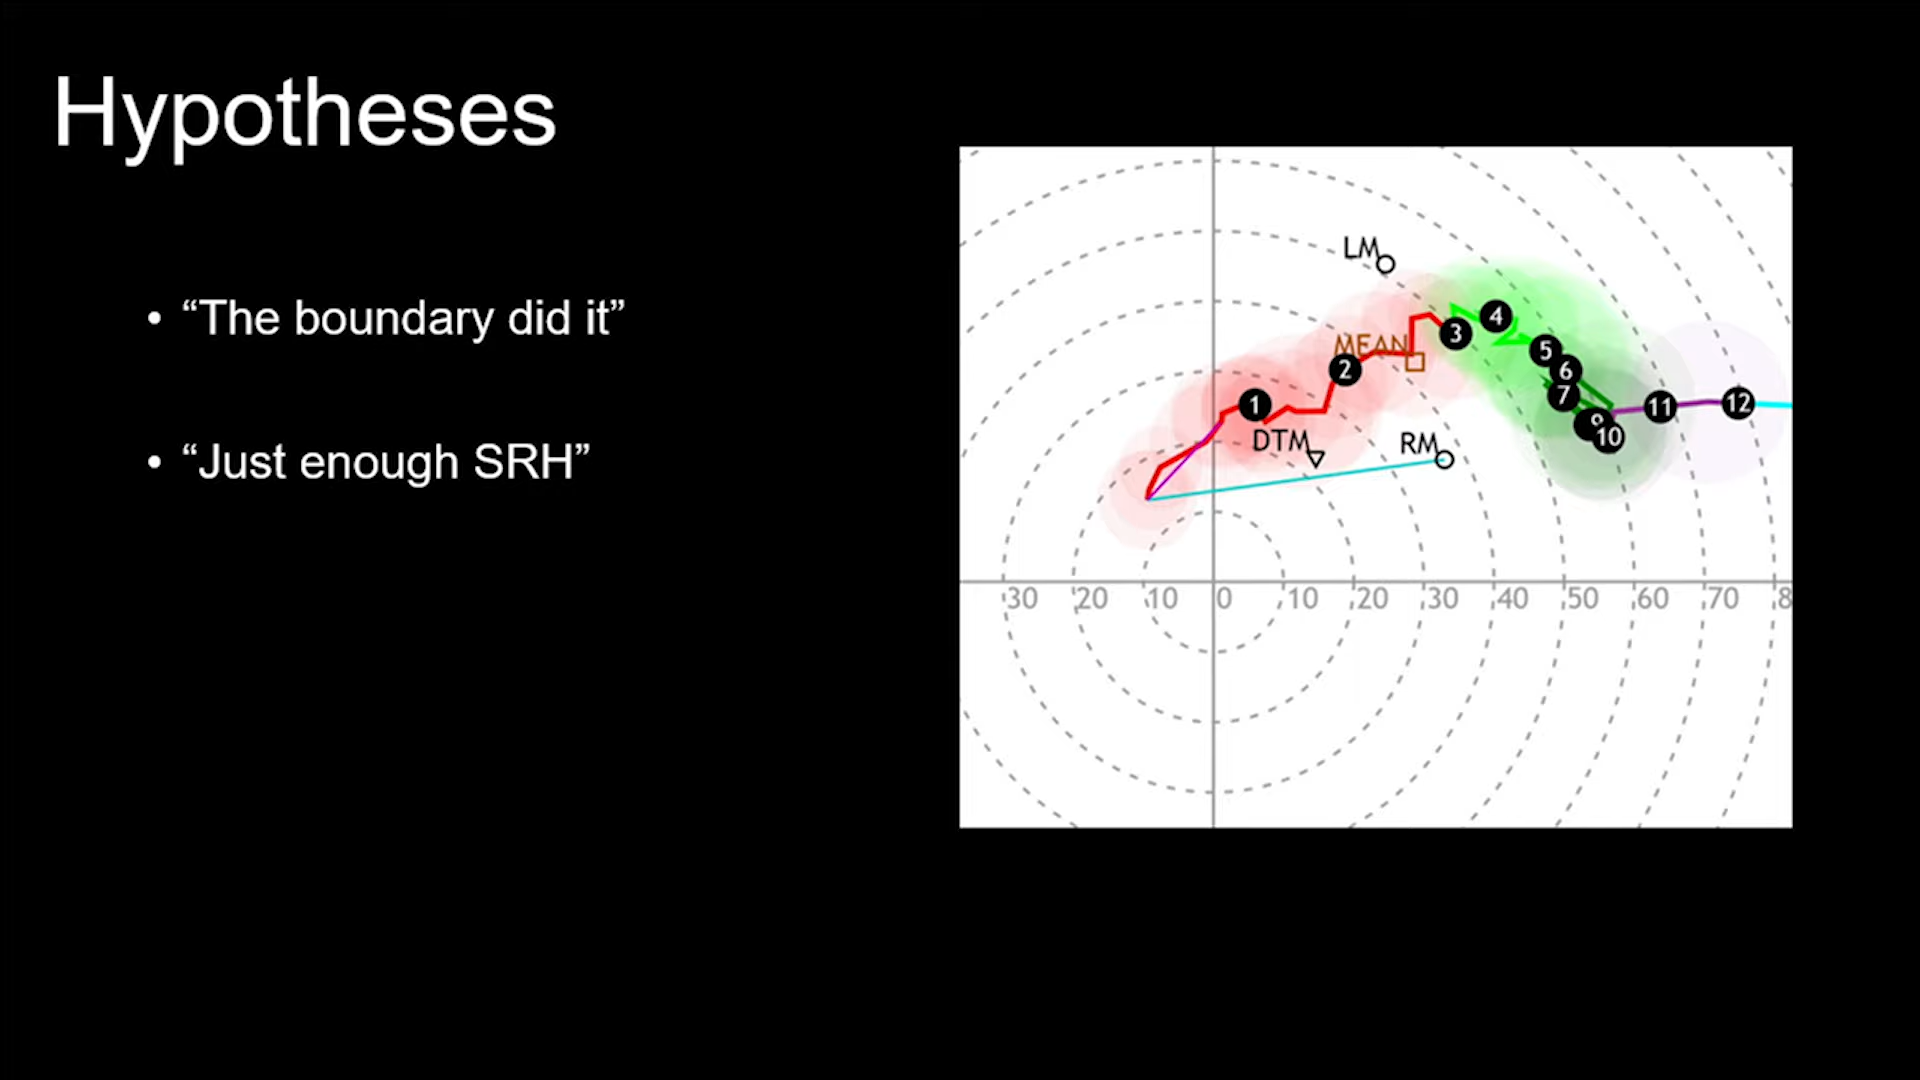 Hypotheses
• “The boundary did it”
• “Just enough SRH”
LM
4
3
MEAN
5
2
6
7
1
11
12
9
10
DTM
RM
30 20 10 0 10 20 30 40 50 60 70 8